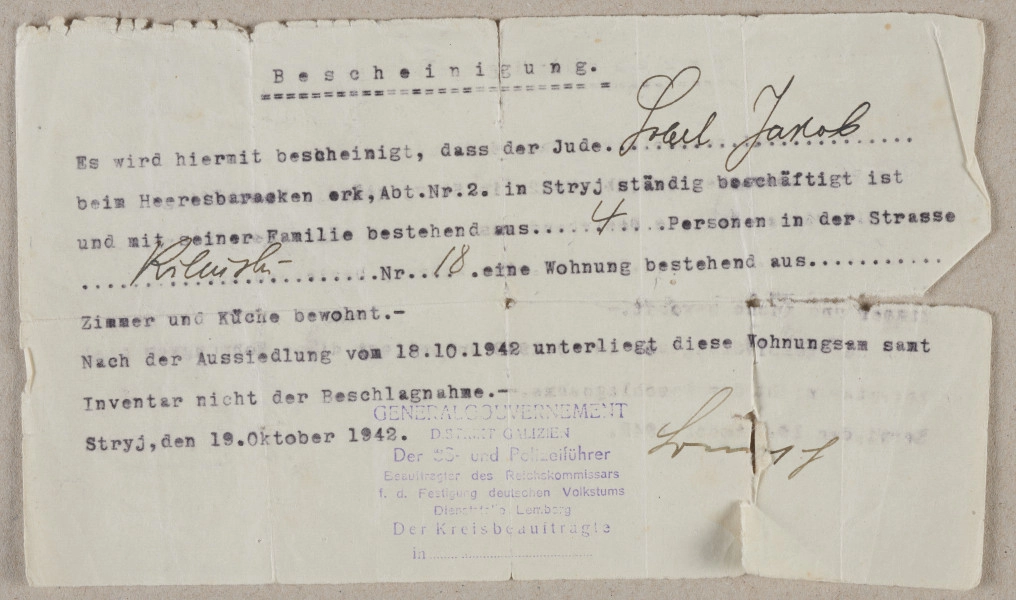 Bescheinigung.
Es wird hiermit bescheinigt, dass der Jude. Jakob
beim Heeresbaracken erk,Abt.Nr.2. in Stryj ständig beschäftigt ist
und mit seiner Familie bestehend aus....4.....Personen in der Strasse
Nr..18.eine Wohnung bestehend aus...........
Zimmer und Küche bewohnt.-
Nach der Aussiedlung vom 18.10.1942 unterliegt diese Wohnungsam samt
Inventar nicht der Beschlagnahme.-
Stryj,den 19.Oktober 1942.
GENERALGOUVERNEMENT
DISTRIKT GALIZIEN
Der SS- und Polizeiführer
Beauftragter des Reichskommissars
f. d. Festigung deutschen Volkstums
Dienststelle Lemberg
Der Kreisbeauftragte
in